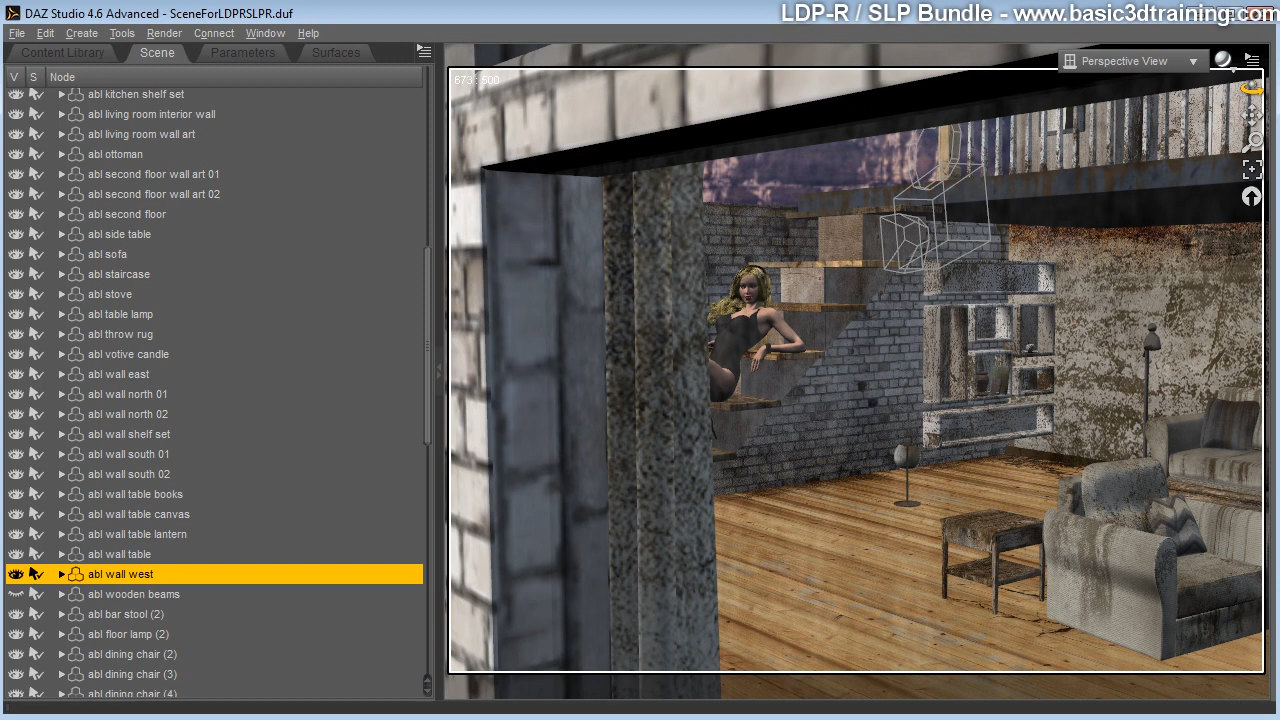 DAZ Studio 4.6 Advanced - SceneForLDPRSLPR.duf
LDP-R / SLP Bundle - www.basic3dtraining.com
File Edit Create Tools Render Connect Window Help
Content Library Scene Parameters Surfaces
V S Node
Perspective View
673 : 500
abl kitchen shelf set
abl living room interior wall
abl living room wall art
abl ottoman
abl second floor wall art 01
abl second floor wall art 02
abl second floor
abl side table
abl sofa
abl staircase
abl stove
abl table lamp
abl throw rug
abl votive candle
abl wall east
abl wall north 01
abl wall north 02
abl wall shelf set
abl wall south 01
abl wall south 02
abl wall table books
abl wall table canvas
abl wall table lantern
abl wall table
abl wall west
abl wooden beams
abl bar stool (2)
abl floor lamp (2)
abl dining chair (2)
abl dining chair (3)
abl dining chair (4)